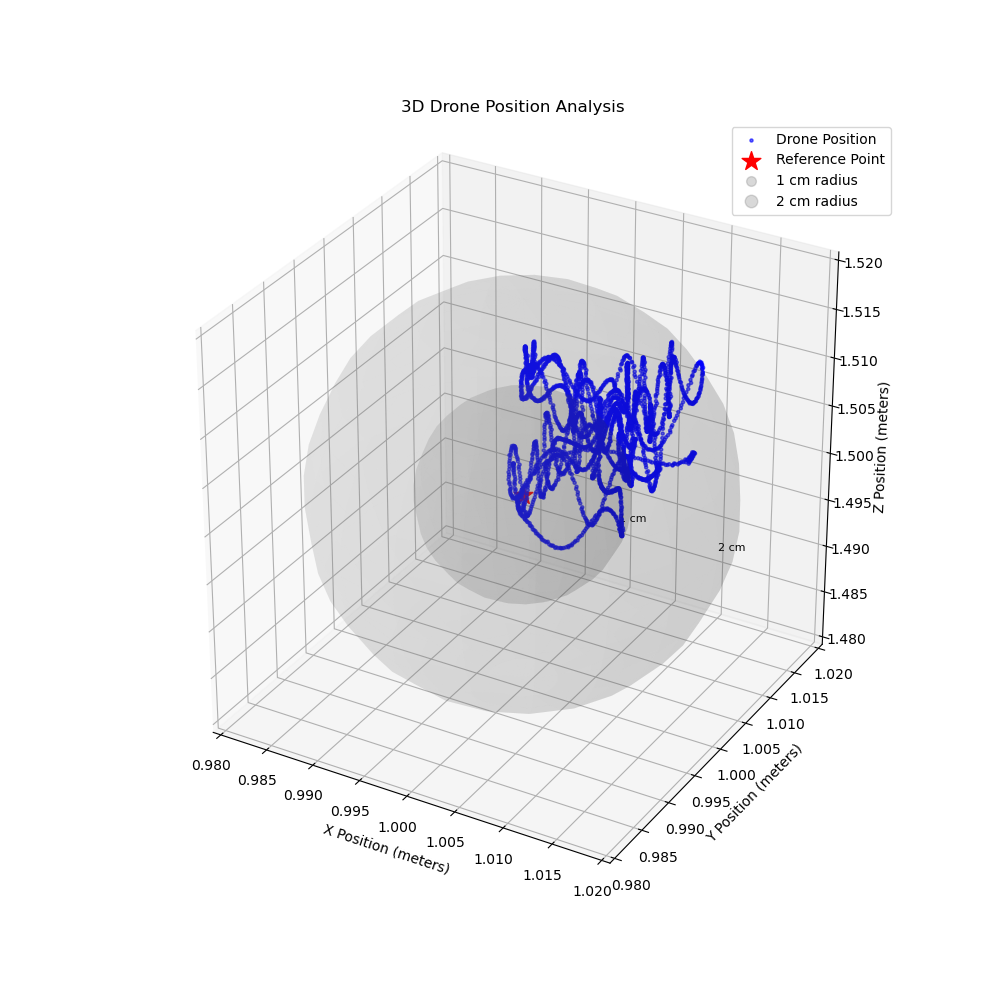 3D Drone Position Analysis
Drone Position
Reference Point
1 cm radius
2 cm radius
1.520
1.515
1.510
1.505
1.500
1.495
1.490
1.485
1.480
Z Position (meters)
cm
2 cm
1.020
1.015
1.010
1.005
1.000
0.995
0.990
0.985
0.980
Y Position (meters)
0.980
0.985
0.990
0.995
1.000
1.005
1.010
1.015
1.020
X Position (meters)